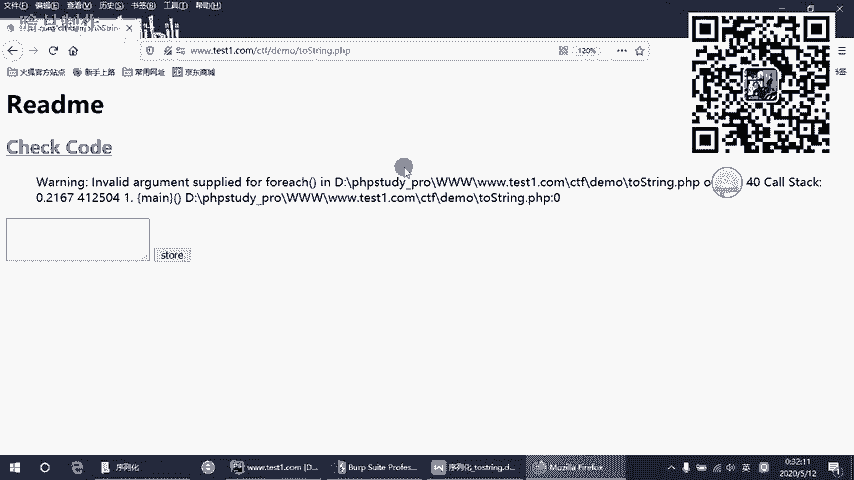 文件(F) 编辑(E) 查看(V) 历史(S) 书签(B) 工具(T) 帮助(H)
www.test1.com/ctf/demo/toString.php
120%
火狐官方站点 新手上路 常用网址 京东商城
Readme
Check Code
Warning: Invalid argument supplied for foreach() in D:\phpstudy_pro\WWW\www.test1.com\ctf\demo\toString.php o 40 Call Stack:
0.2167 412504 1. {main}() D:\phpstudy_pro\WWW\www.test1.com\ctf\demo\toString.php:0
store
序列化
www.test1.com [D...
Burp Suite Profes...
序列化_tostring.d...
Mozilla Firefox
英
0:32:11
2020/5/12